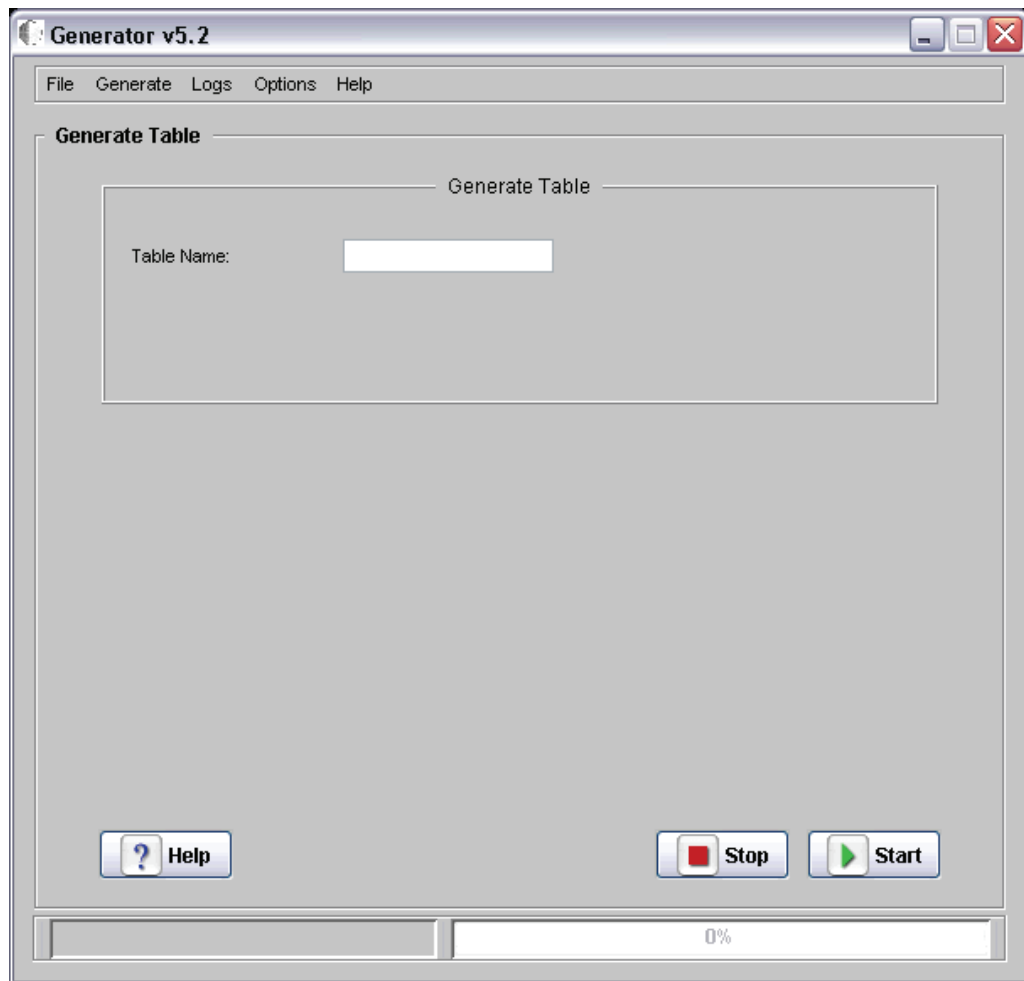 Generator v5.2
File Generate Logs Options Help
Generate Table
Generate Table
Table Name:
? Help
Stop
Start
0%